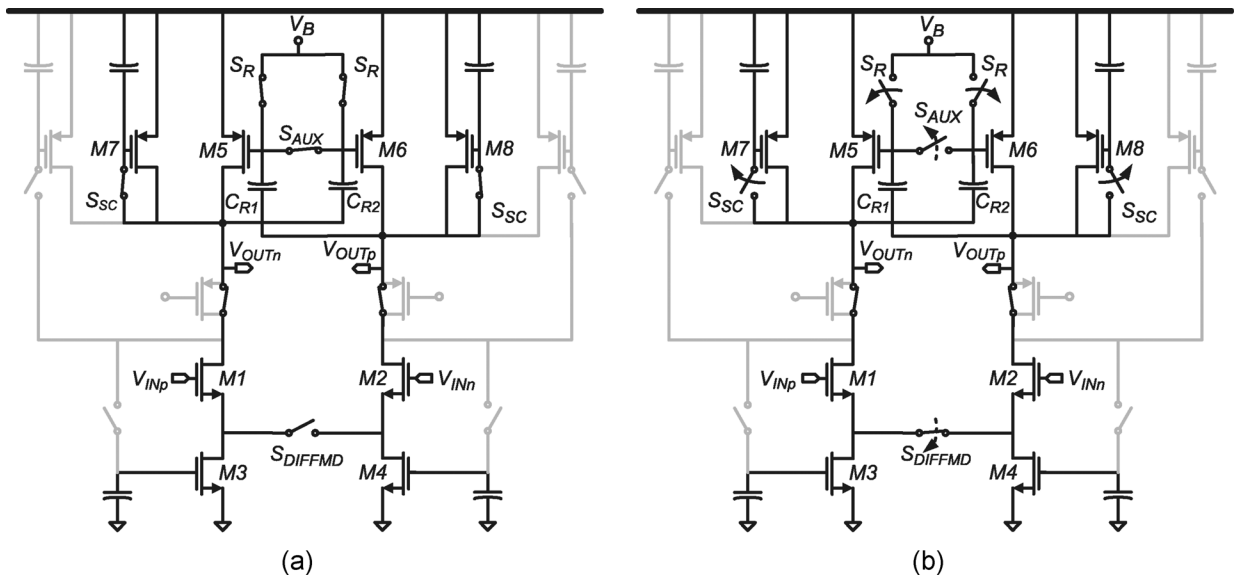 V_B
S_R S_R
S_AUX
M7 M5 M6 M8
C_R1 C_R2
S_SC S_SC
V_OUTn V_OUTp
V_INp M1 M2 V_INn
S_DIFFMD
M3 M4
(a)
V_B
S_R S_R
S_AUX
M7 M5 M6 M8
C_R1 C_R2
S_SC S_SC
V_OUTn V_OUTp
V_INp M1 M2 V_INn
S_DIFFMD
M3 M4
(b)